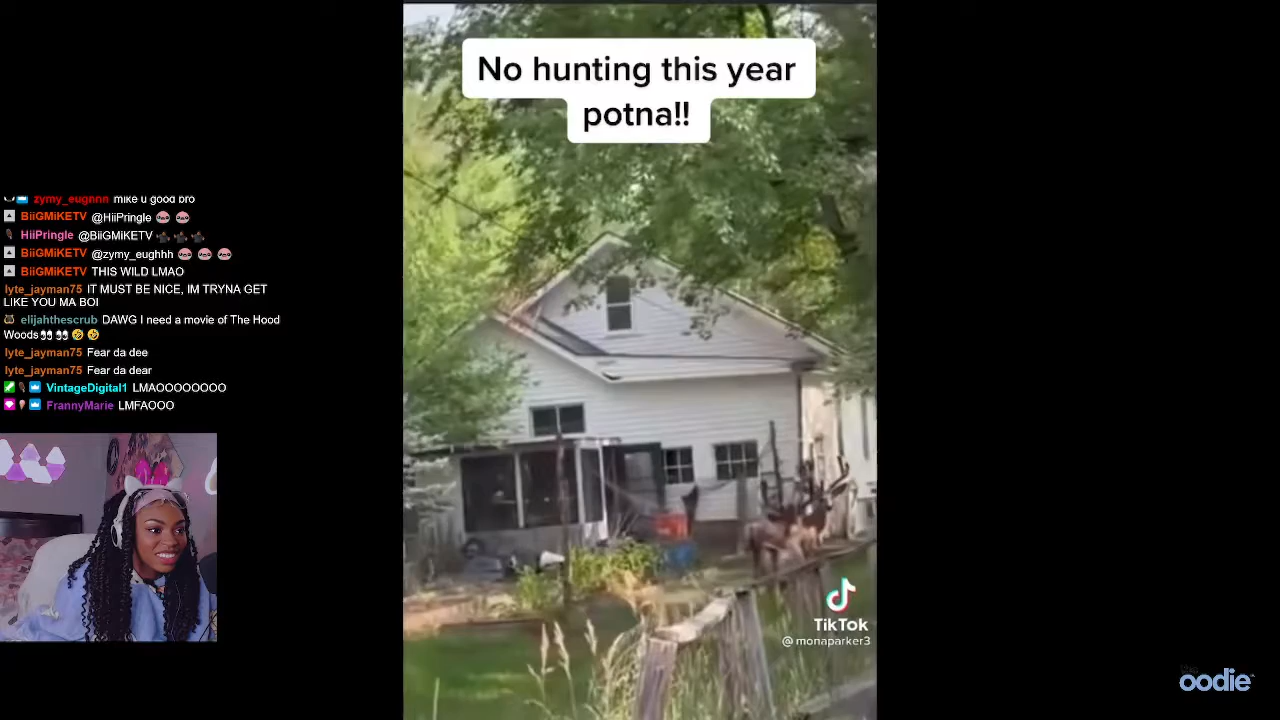 No hunting this year
potna!!
zymy_eugnnn mike u good bro
BiiGMiKETV @HiiPringle
HiiPringle @BiiGMiKETV
BiiGMiKETV @zymy_eughhh
BiiGMiKETV THIS WILD LMAO
lyte_jayman75 IT MUST BE NICE, IM TRYNA GET
LIKE YOU MA BOI
elijahthescrub DAWG I need a movie of The Hood
Woods👀 👀 🤣 🤣
lyte_jayman75 Fear da dee
lyte_jayman75 Fear da dear
VintageDigital1 LMAOOOOOOOO
FrannyMarie LMFAOOO
TikTok
@monaparker3
the
oodie